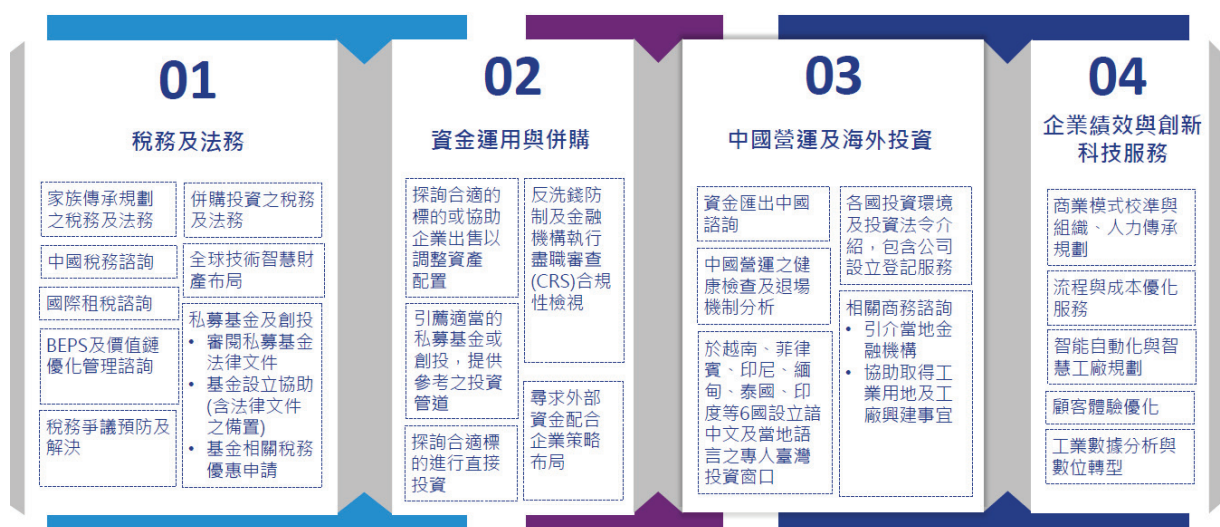 01
稅務及法務
家族傳承規劃
之稅務及法務
中國稅務諮詢
國際租稅諮詢
BEPS及價值鏈
優化管理諮詢
稅務爭議預防及
解決
併購投資之稅務
及法務
全球技術智慧財
產布局
私募基金及創投
• 審閱私募基金
法律文件
• 基金設立協助
(含法律文件
之備置)
• 基金相關稅務
優惠申請
02
資金運用與併購
探詢合適的
標的或協助
企業出售以
調整資產
配置
引薦適當的
私募基金或
創投，提供
參考之投資
管道
探詢合適標
的進行直接
投資
反洗錢防
制及金融
機構執行
盡職審查
(CRS)合規
性檢視
尋求外部
資金配合
企業策略
布局
03
中國營運及海外投資
資金匯出中國
諮詢
中國營運之健
康檢查及退場
機制分析
於越南、菲律
賓、印尼、緬
甸、泰國、印
度等6國設立諳
中文及當地語
言之專人臺灣
投資窗口
各國投資環境
及投資法令介
紹，包含公司
設立登記服務
相關商務諮詢
• 引介當地金
融機構
• 協助取得工
業用地及工
廠興建事宜
04
企業績效與創新
科技服務
商業模式校準與
組織、人力傳承
規劃
流程與成本優化
服務
智能自動化與智
慧工廠規劃
顧客體驗優化
工業數據分析與
數位轉型